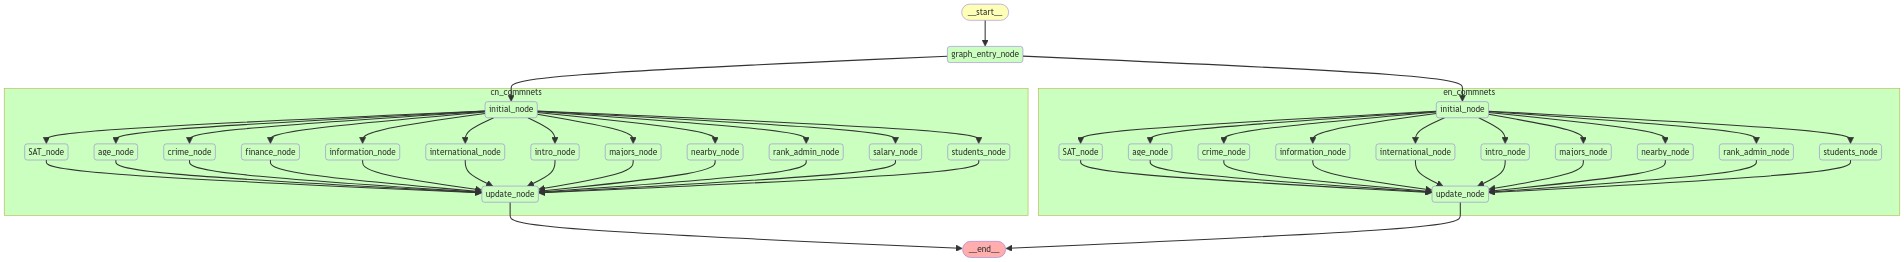 __start__
graph_entry_node
cn_commnets
initial_node
SAT_node
age_node
crime_node
finance_node
information_node
international_node
intro_node
majors_node
nearby_node
rank_admin_node
salary_node
students_node
update_node
en_commnets
initial_node
SAT_node
age_node
crime_node
information_node
international_node
intro_node
majors_node
nearby_node
rank_admin_node
students_node
update_node
__end__